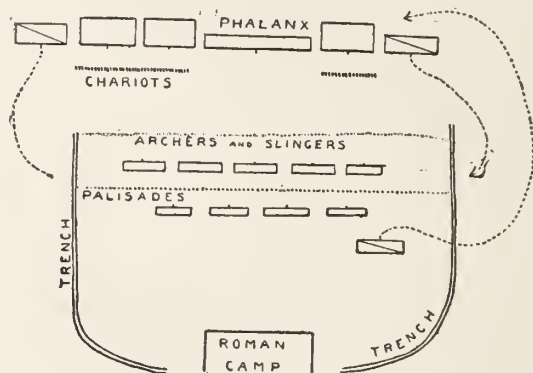 PHALANX
CHARIOTS
ARCHERS AND SLINGERS
PALISADES
TRENCH
TRENCH
ROMAN
CAMP